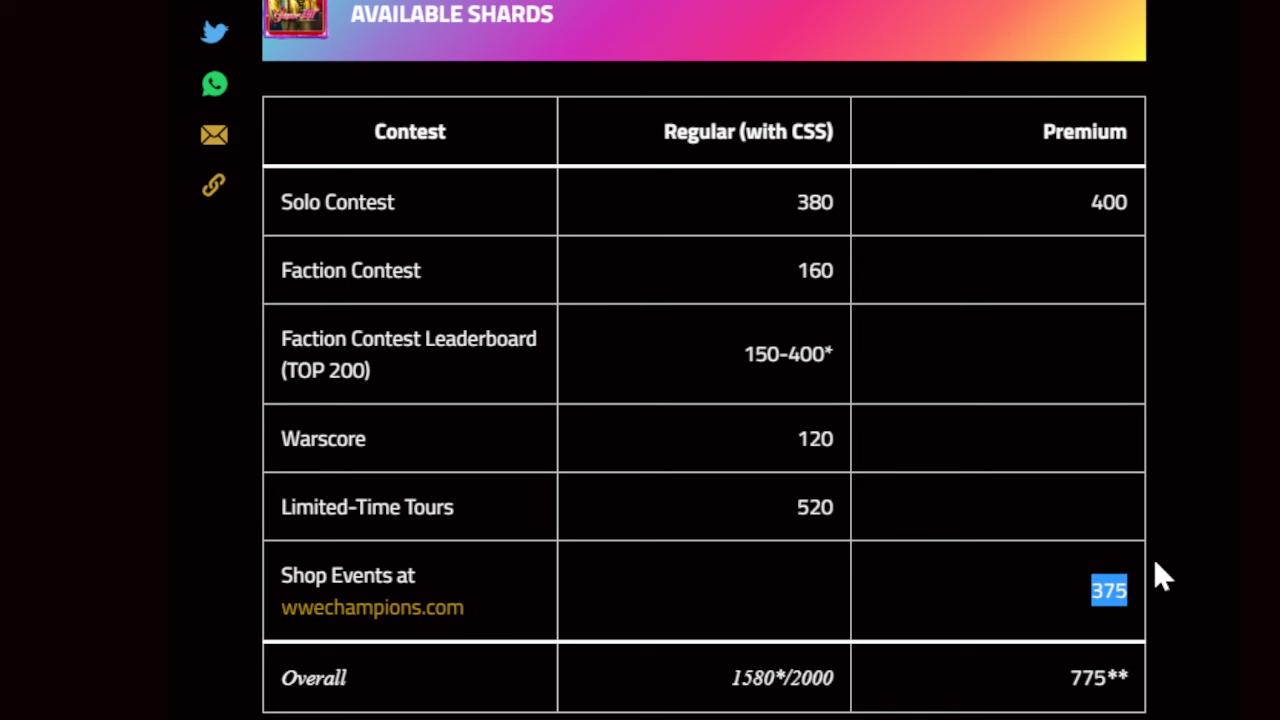 AVAILABLE SHARDS
Contest Regular (with CSS) Premium
Solo Contest 380 400
Faction Contest 160
Faction Contest Leaderboard
(TOP 200) 150-400*
Warscore 120
Limited-Time Tours 520
Shop Events at
wwechampions.com 375
Overall 1580*/2000 775**